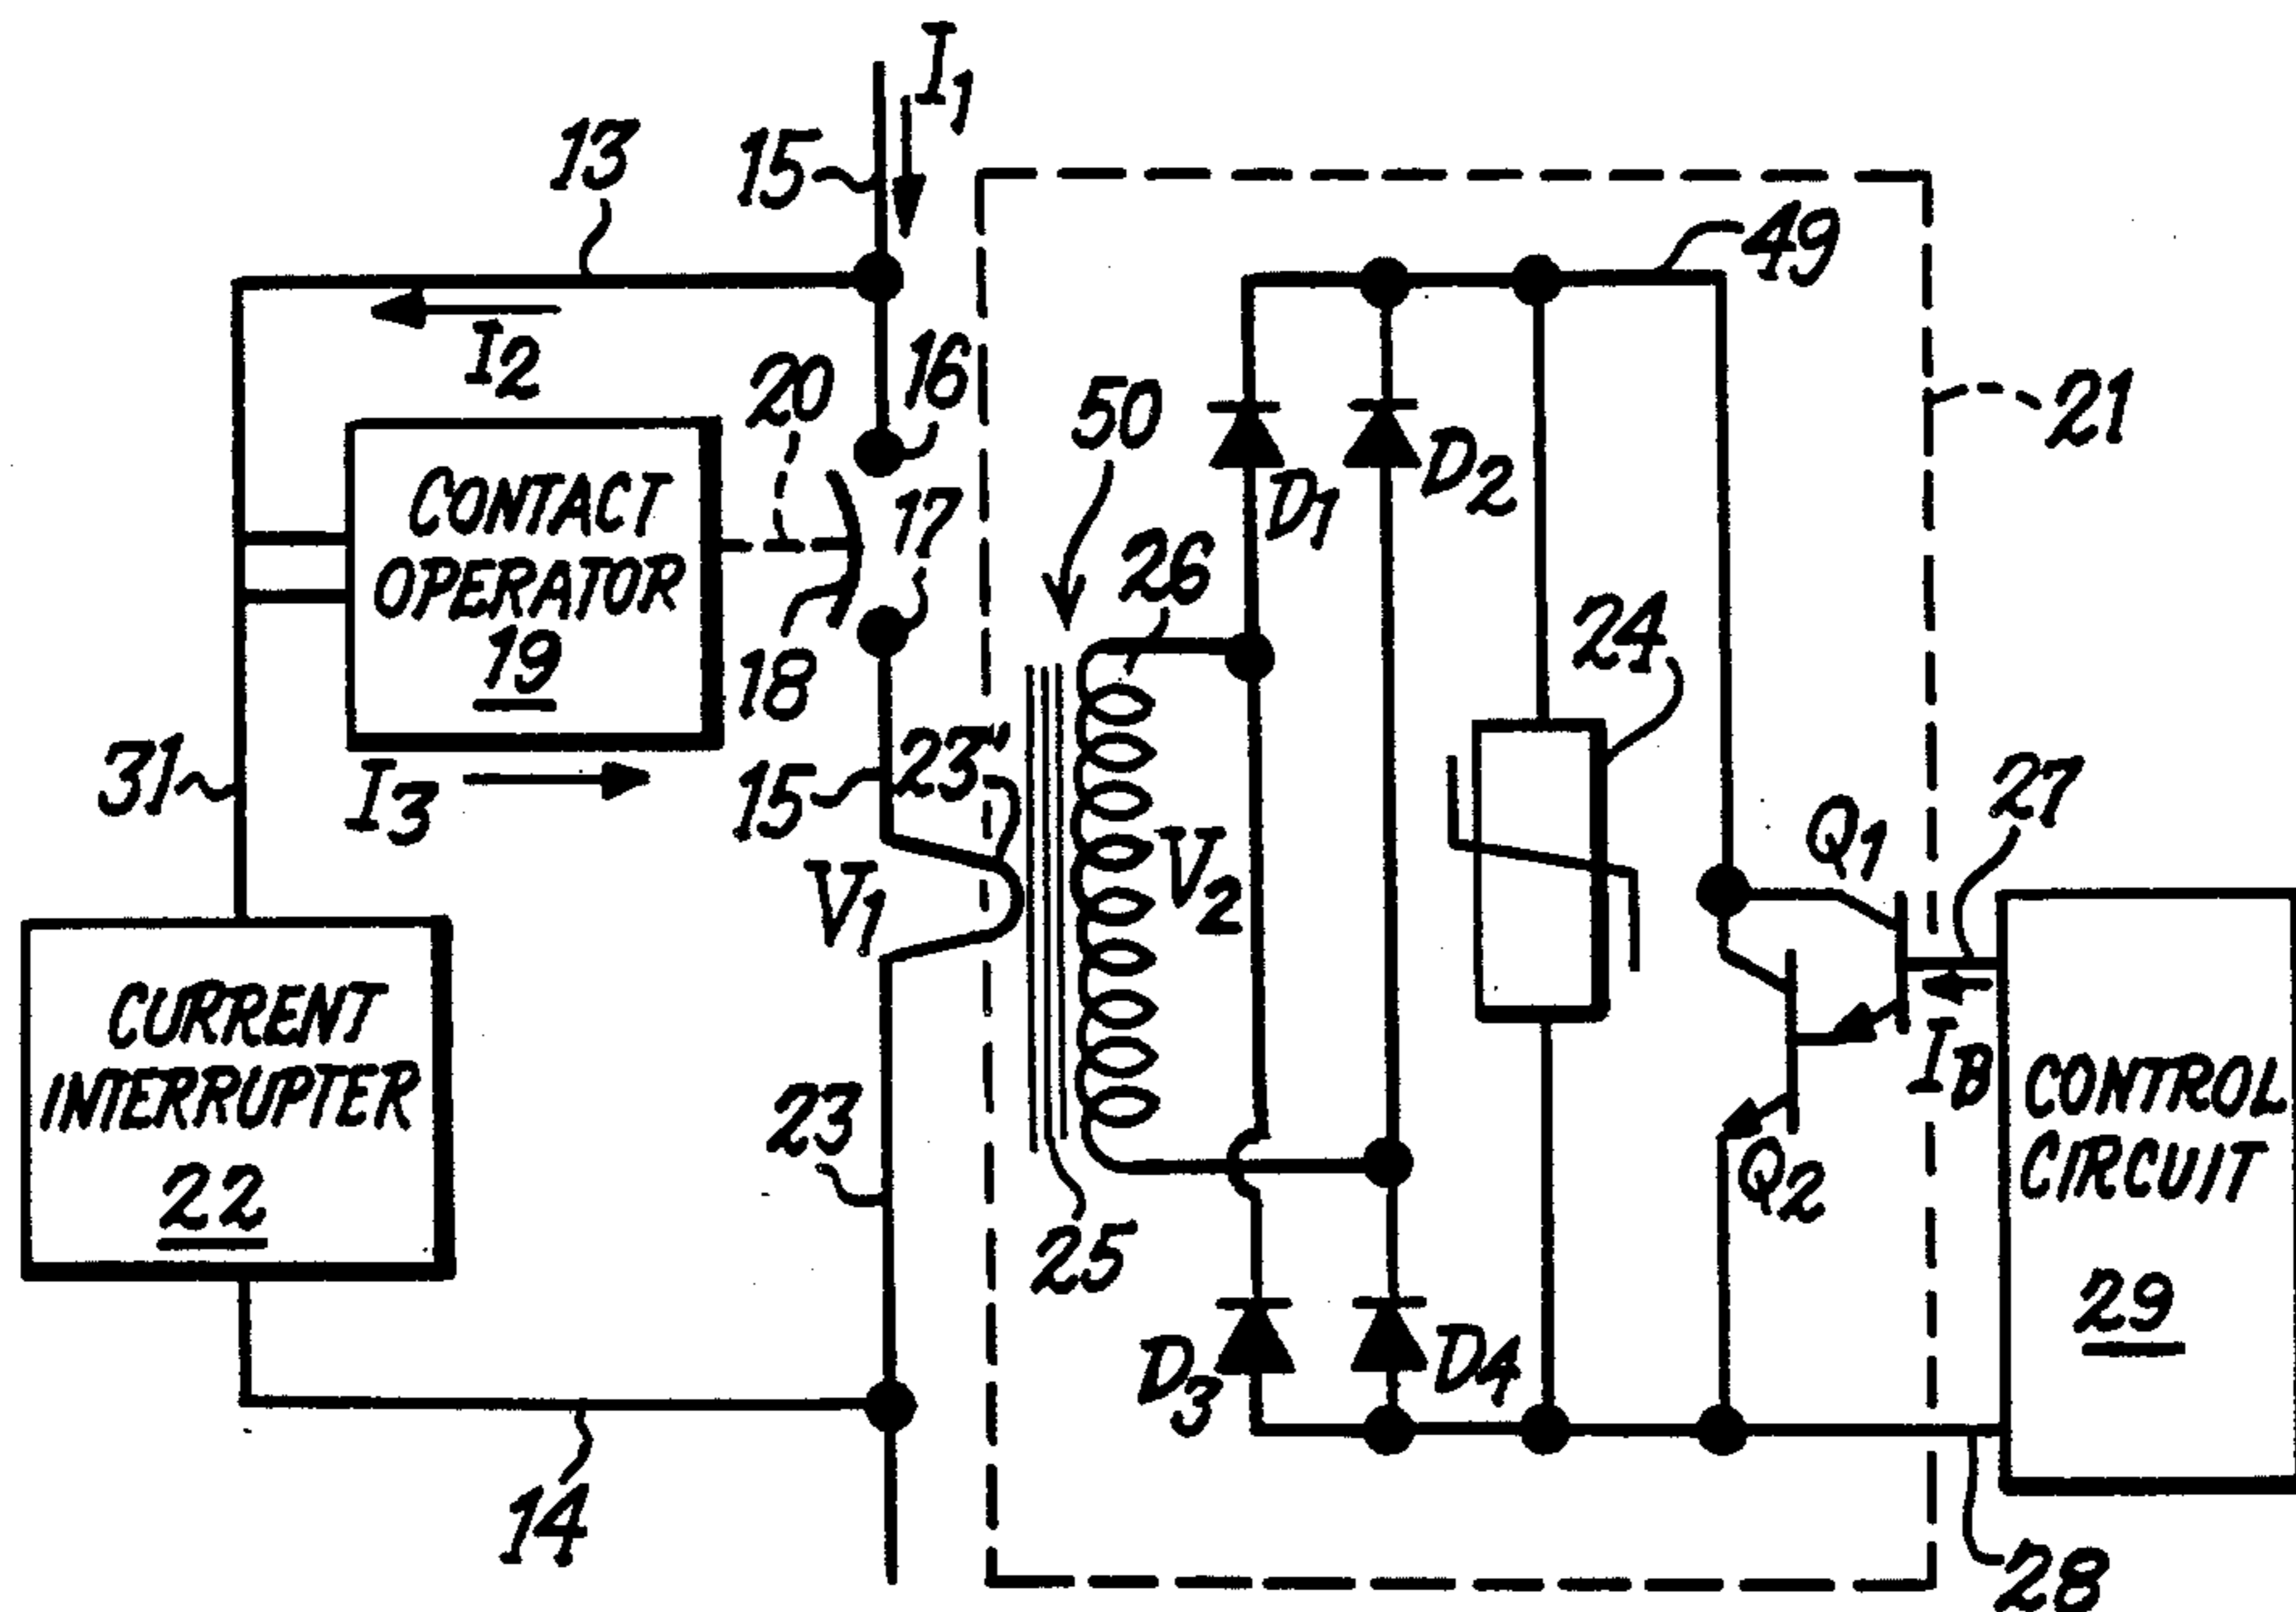 I1
13
15
49
I2
20
16
50
21
D1
D2
CONTACT
OPERATOR
19
17
26
24
18
31
I3
15
23"
V1
V2
Q1
27
CURRENT
INTERRUPTER
22
23
25
IB
Q2
CONTROL
CIRCUIT
29
D3
D4
14
28